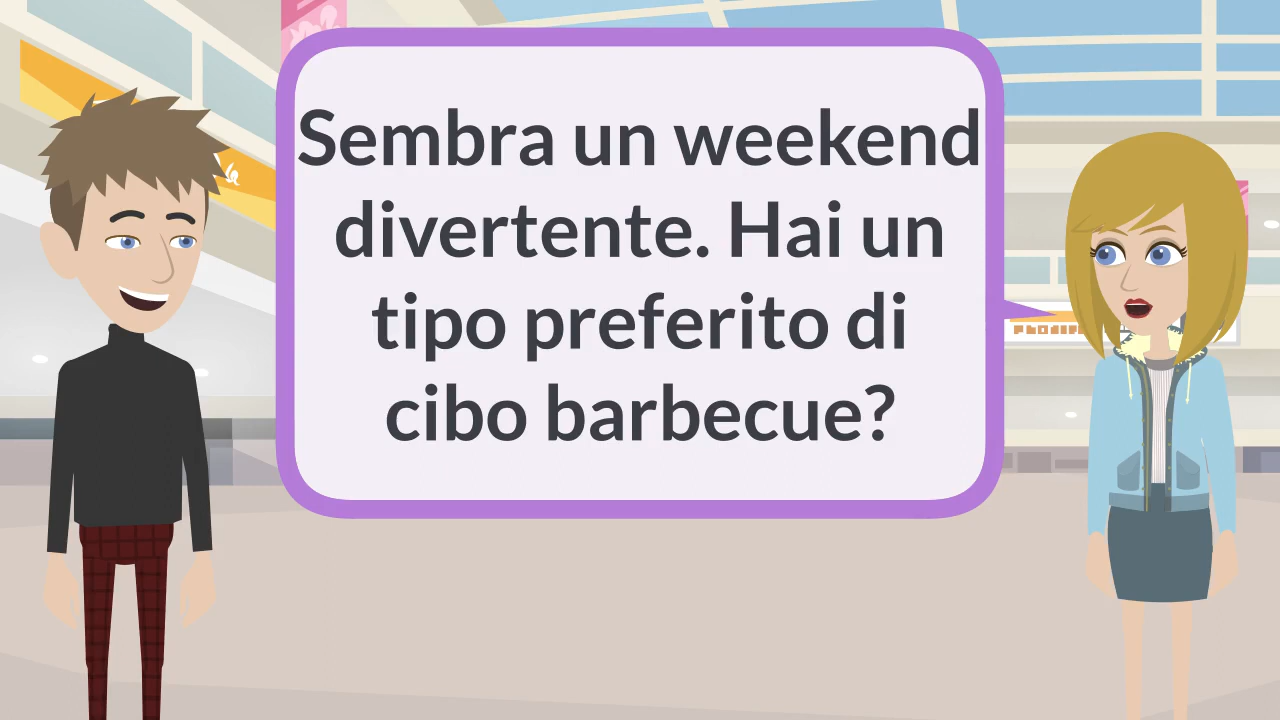 Sembra un weekend
divertente. Hai un
tipo preferito di
cibo barbecue?